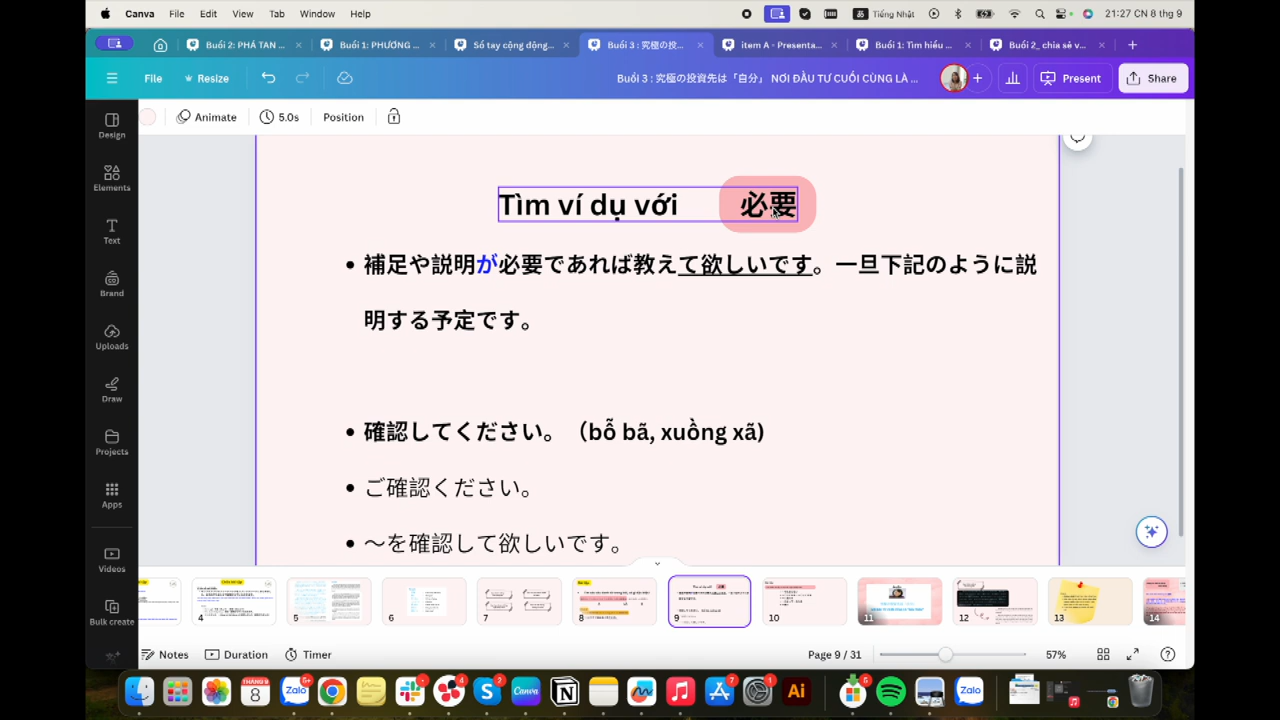 Canva File Edit View Tab Window Help
あ Tiếng Nhật 21:27 CN 8 thg 9
Buổi 2: PHÁ TAN ... × Buổi 1: PHƯƠNG ... × Sổ tay cộng động... × Buổi 3 : 究極の投... × item A - Presenta... × Buổi 1: Tìm hiểu ... × Buổi 2_ chia sẻ v... × +
File Resize Buổi 3 : 究極の投資先は「自分」 NƠI ĐẦU TƯ CUỐI CÙNG LÀ ... + Present Share
Animate 5.0s Position
Design
Elements
Text
Brand
Uploads
Draw
Projects
Apps
Videos
Bulk create
Tìm ví dụ với 必要
• 補足や説明が必要であれば教えて欲しいです。一旦下記のように説
明する予定です。
• 確認してください。（bỗ bã, xuồng xã)
• ご確認ください。
• 〜を確認して欲しいです。
4 5 6 7 8 9 10 11 12 13 14
Notes Duration Timer Page 9 / 31 57%
THÁNG 9
8
Zalo
Canva
Ai
Zalo